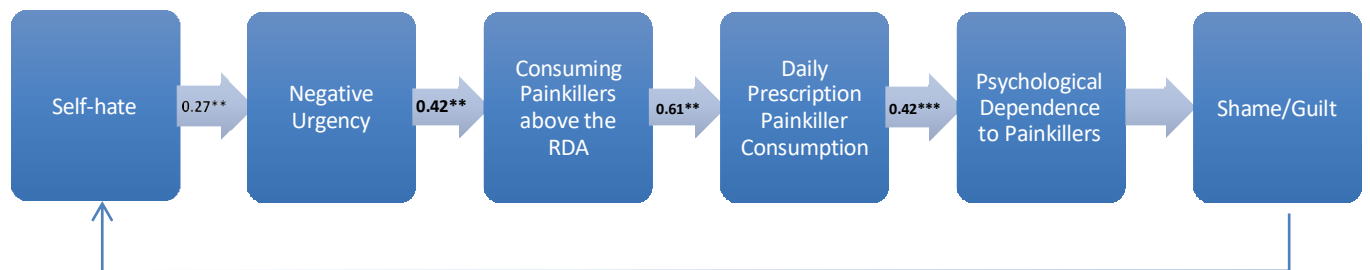 Self-hate
0.27**
Negative
Urgency
0.42**
Consuming
Painkillers
above the
RDA
0.61**
Daily
Prescription
Painkiller
Consumption
0.42***
Psychological
Dependence
to Painkillers
Shame/Guilt